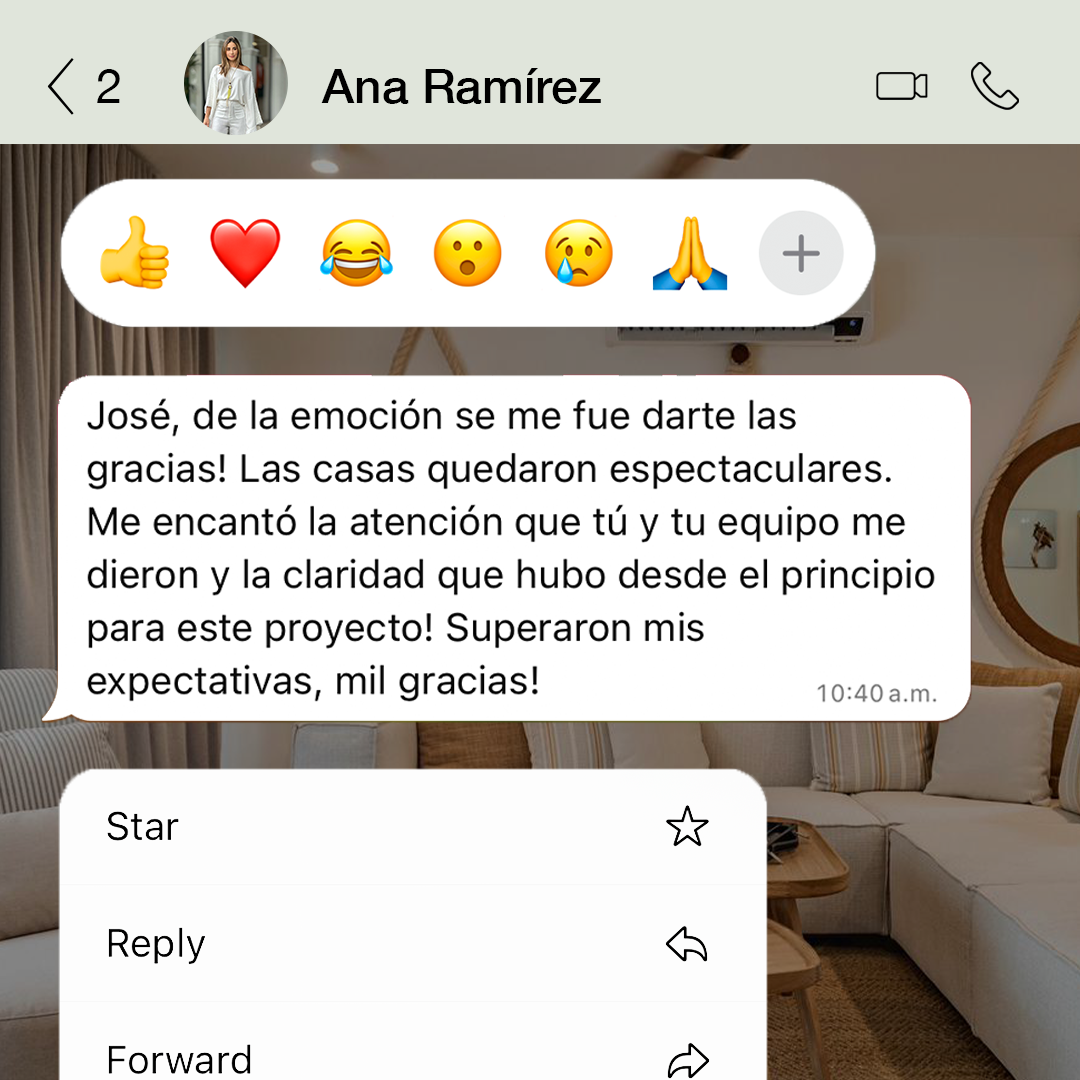 2
Ana Ramírez
José, de la emoción se me fue darte las
gracias! Las casas quedaron espectaculares.
Me encantó la atención que tú y tu equipo me
dieron y la claridad que hubo desde el principio
para este proyecto! Superaron mis
expectativas, mil gracias!
10:40 a.m.
Star
Reply
Forward